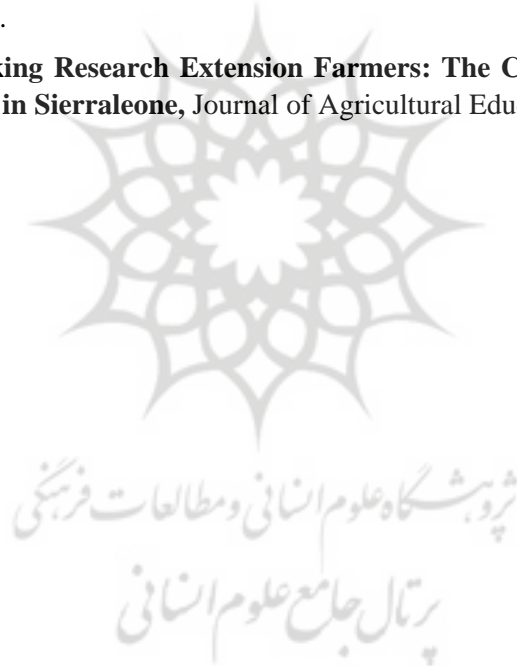 .
king Research Extension Farmers: The C
in Sierraleone, Journal of Agricultural Edu
پژوهشگاه علوم انسانی و مطالعات فرهنگی
پرتال جامع علوم انسانی